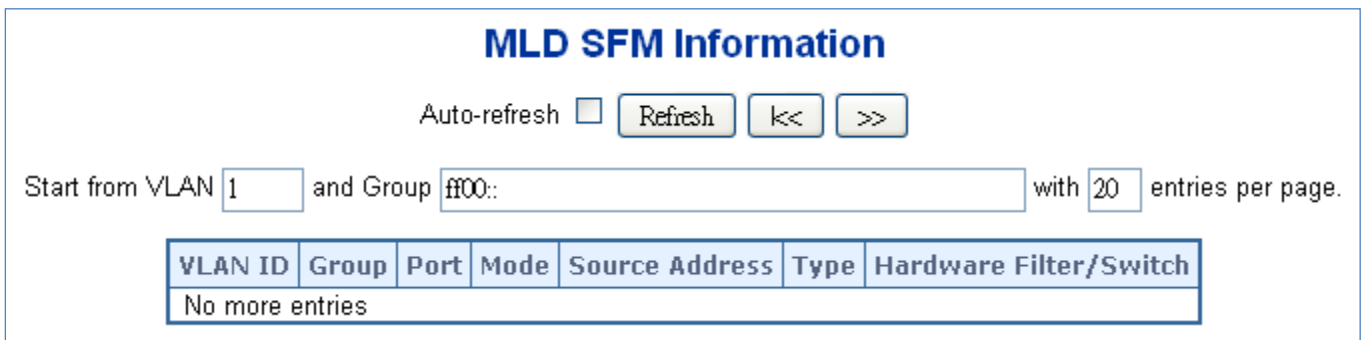 MLD SFM Information
Auto-refresh Refresh |<< >>
Start from VLAN 1 and Group ff00:: with 20 entries per page.
VLAN ID Group Port Mode Source Address Type Hardware Filter/Switch
No more entries